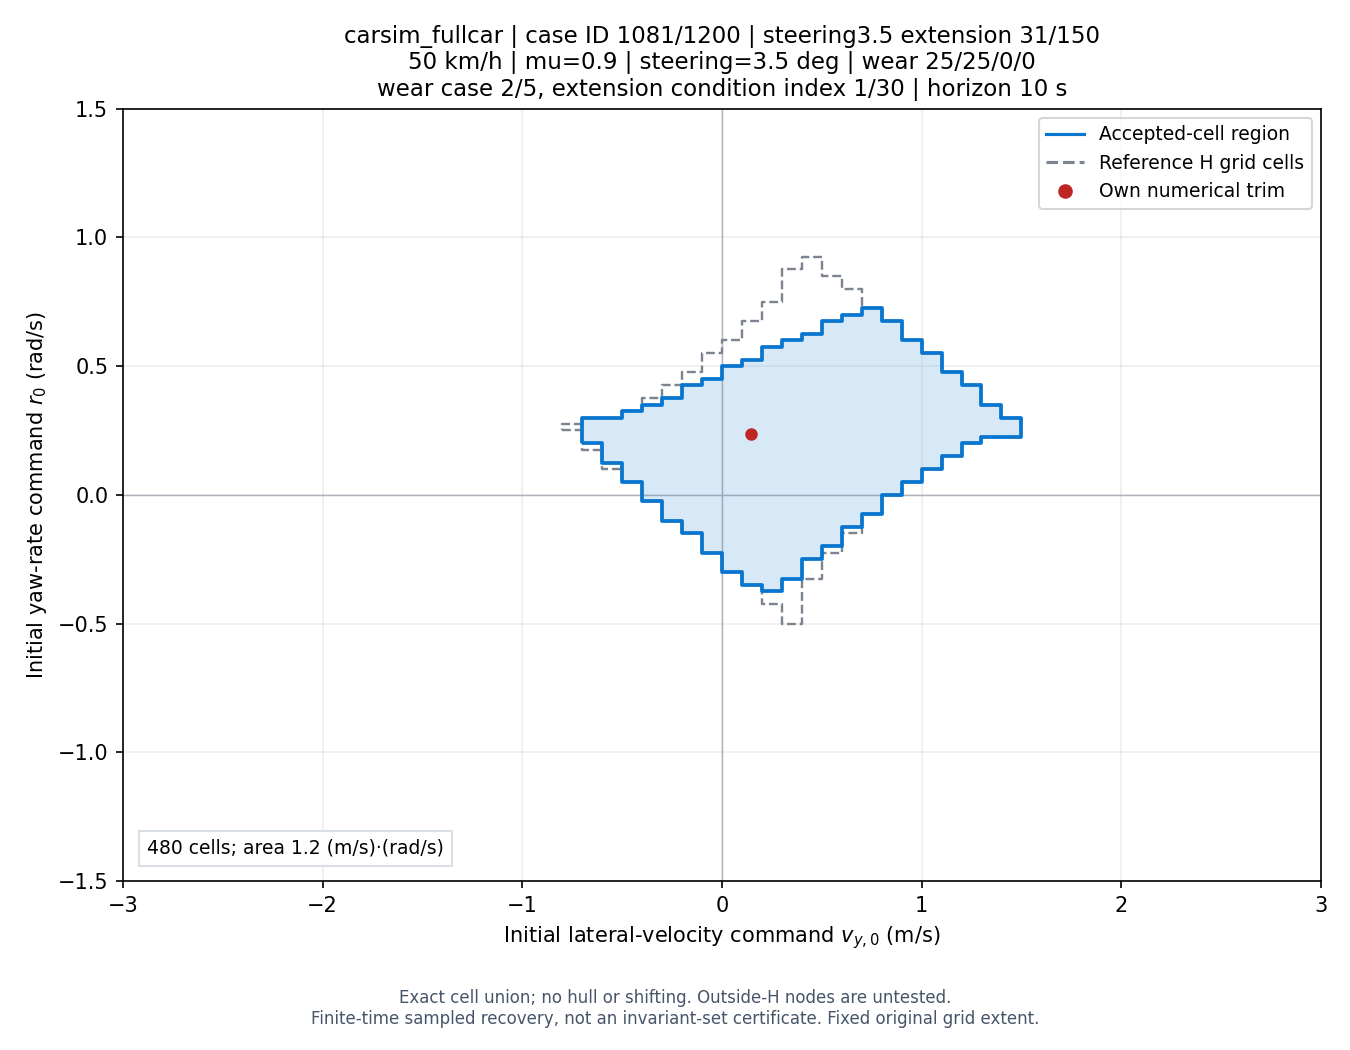 carsim_fullcar | case ID 1081/1200 | steering3.5 extension 31/150
50 km/h | mu=0.9 | steering=3.5 deg | wear 25/25/0/0
wear case 2/5, extension condition index 1/30 | horizon 10 s
Accepted-cell region
Reference H grid cells
Own numerical trim
1.5
1.0
0.5
0.0
−0.5
−1.0
−1.5
Initial yaw-rate command r₀ (rad/s)
480 cells; area 1.2 (m/s)·(rad/s)
−3
−2
−1
0
1
2
3
Initial lateral-velocity command v_{y,0} (m/s)
Exact cell union; no hull or shifting. Outside-H nodes are untested.
Finite-time sampled recovery, not an invariant-set certificate. Fixed original grid extent.